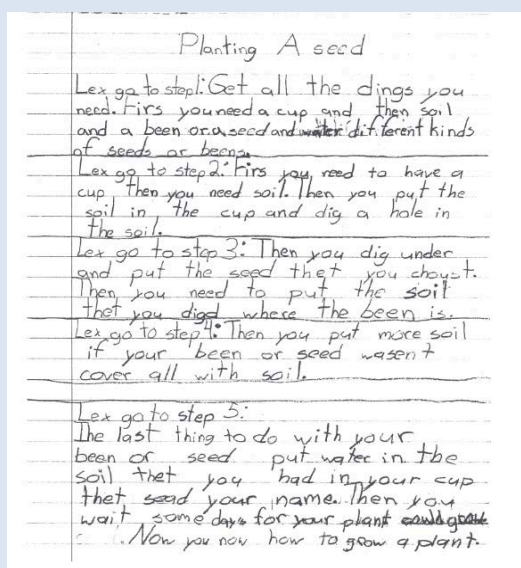 Planting A seed
Lex go to step1: Get all the dings you
need. Firs you need a cup and then soil
and a been or a seed and different kinds
of seeds or beens.
Lex go to step 2: Firs you need to have a
cup Then you need soil. Then you put the
soil in the cup and dig a hole in
the soil.
Lex go to step 3: Then you dig under
and put the seed thet you choust.
Then you need to put the soil
thet you digd where the been is.
Lex go to step 4: Then you put more soil
if your been or seed wasent
cover all with soil.
Lex go to step 5:
The last thing to do with your
been or seed put water in the
soil thet you had in your cup
thet sead your name. Then you
wait some days for your plant
. Now you now how to grow a plant.